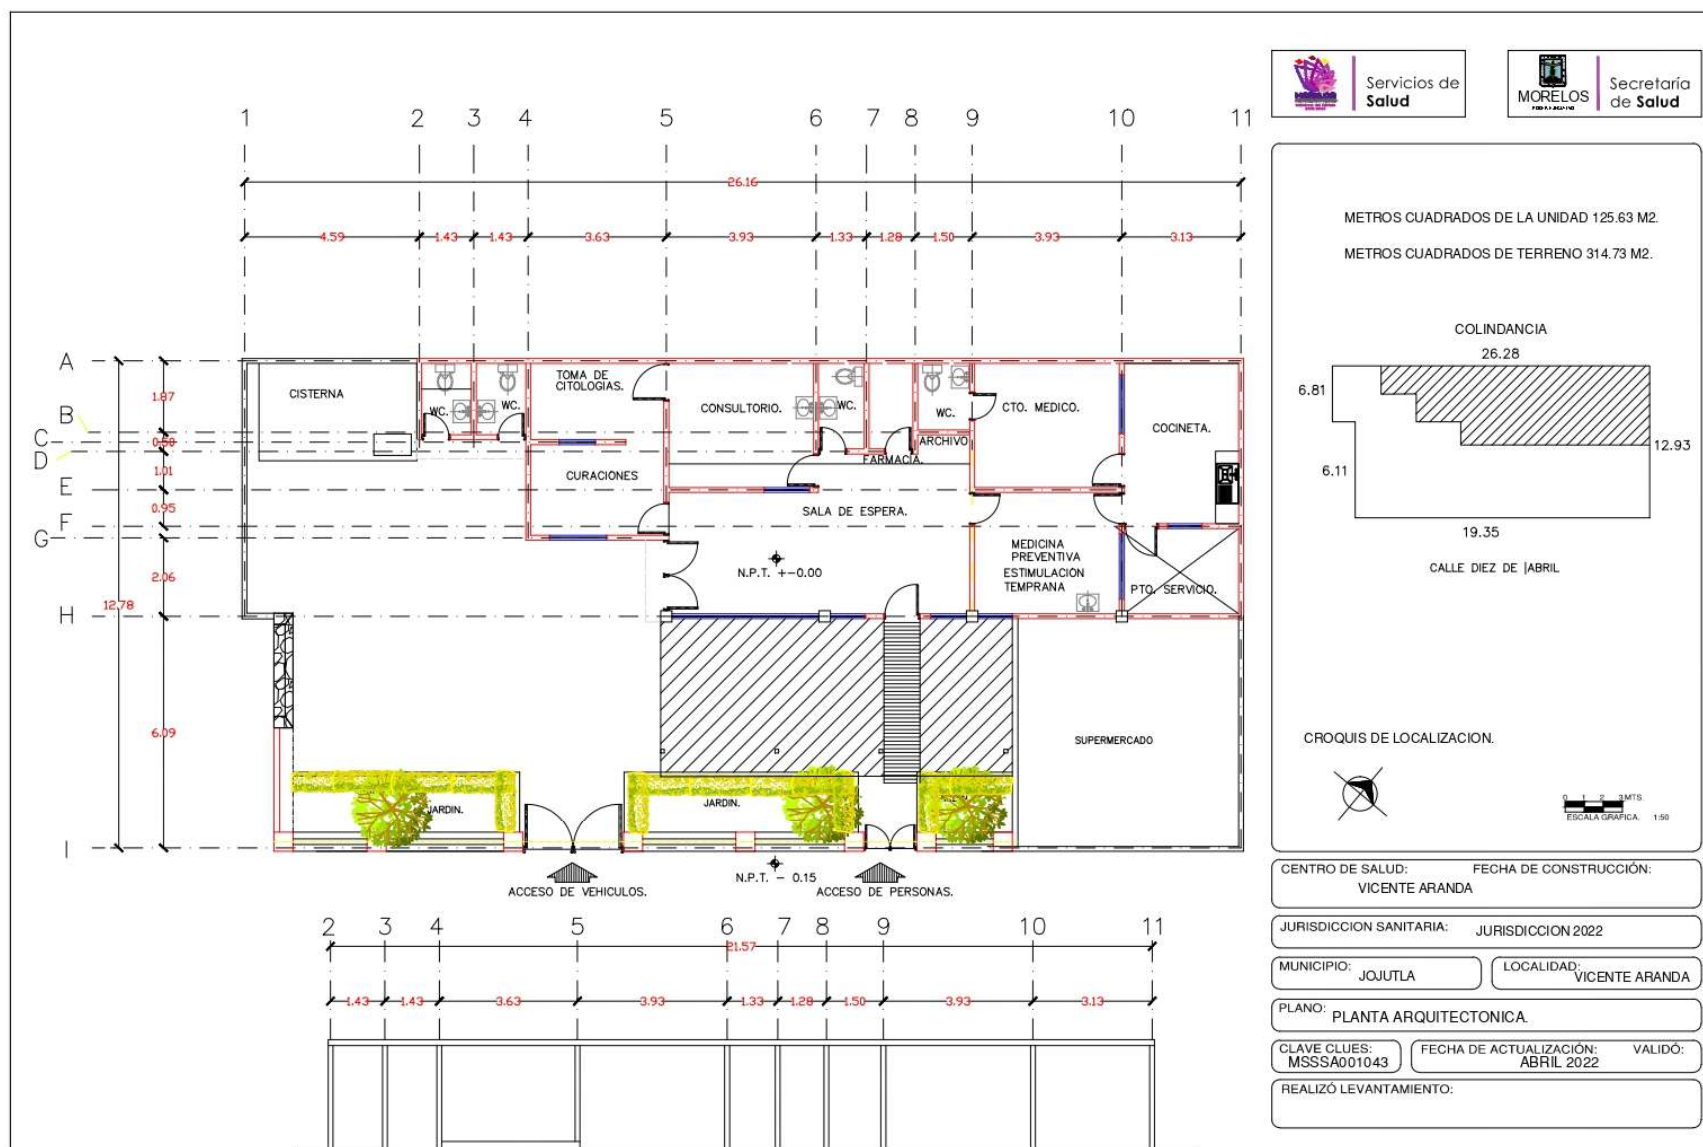 Servicios de
Salud
MORELOS
Secretaría
de Salud
1 2 3 4 5 6 7 8 9 10 11
26.16
4.59 1.43 1.43 3.63 3.93 1.33 1.28 1.50 3.93 3.13
METROS CUADRADOS DE LA UNIDAD 125.63 M2.
METROS CUADRADOS DE TERRENO 314.73 M2.
COLINDANCIA
26.28
6.81
12.93
6.11
19.35
CALLE DIEZ DE |ABRIL
CROQUIS DE LOCALIZACION.
0 1 2 3MTS
ESCALA GRAFICA. 1:50
A
B
C
D
E
F
G
H
I
12.78
1.87
0.50
1.01
0.95
2.06
6.09
CISTERNA
WC.
WC.
TOMA DE
CITOLOGIAS.
CONSULTORIO.
WC.
WC.
ARCHIVO
FARMACIA.
CTO. MEDICO.
COCINETA.
CURACIONES
SALA DE ESPERA.
N.P.T. +-0.00
MEDICINA
PREVENTIVA
ESTIMULACION
TEMPRANA
PTO. SERVICIO.
SUPERMERCADO
JARDIN.
JARDIN.
N.P.T. - 0.15
ACCESO DE VEHICULOS.
ACCESO DE PERSONAS.
2 3 4 5 6 7 8 9 10 11
21.57
1.43 1.43 3.63 3.93 1.33 1.28 1.50 3.93 3.13
CENTRO DE SALUD: FECHA DE CONSTRUCCIÓN:
VICENTE ARANDA
JURISDICCION SANITARIA: JURISDICCION 2022
MUNICIPIO: JOJUTLA
LOCALIDAD: VICENTE ARANDA
PLANO: PLANTA ARQUITECTONICA.
CLAVE CLUES:
MSSSA001043
FECHA DE ACTUALIZACIÓN: VALIDÓ:
ABRIL 2022
REALIZÓ LEVANTAMIENTO: